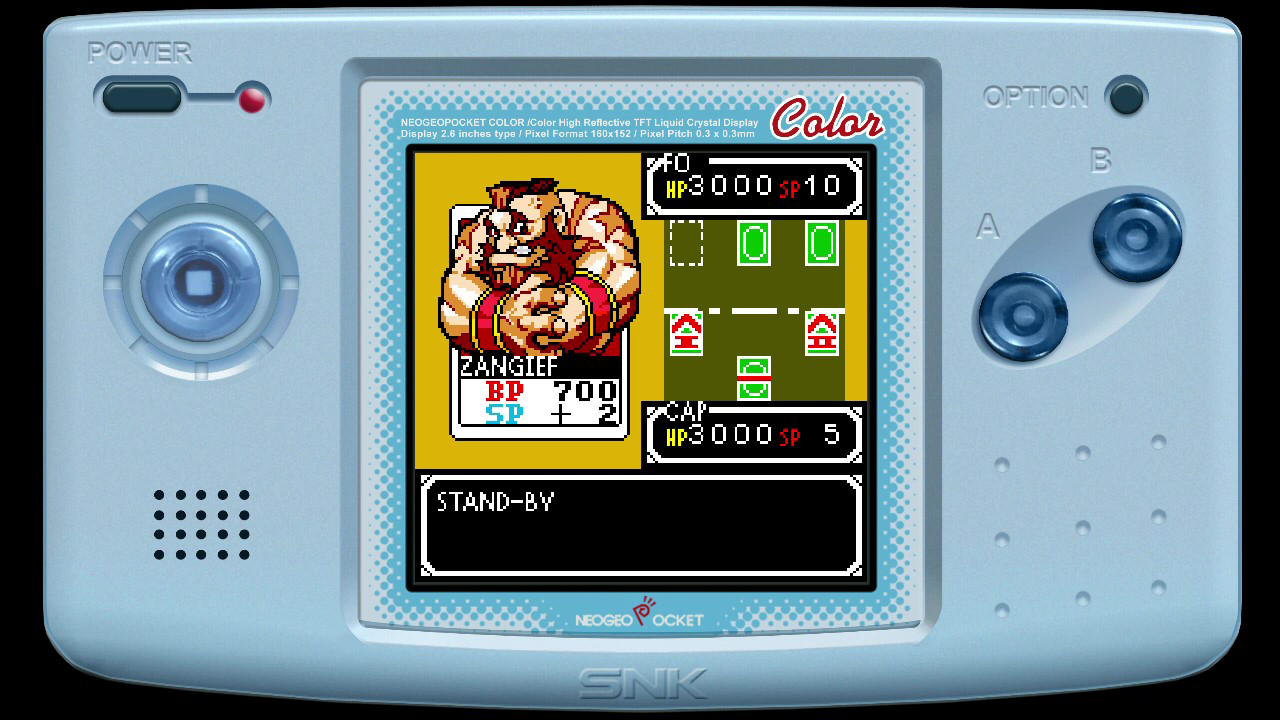 POWER
OPTION
B
A
NEOGEOPOCKET COLOR /Color High Reflective TFT Liquid Crystal Display
Display 2.6 inches type / Pixel Format 160x152 / Pixel Pitch 0.3 x 0.3mm
Color
FO
HP3000 SP10
ZANGIEF
BP 700
SP + 2
CAP
HP3000 SP 5
STAND-BY
NEOGEO POCKET
SNK